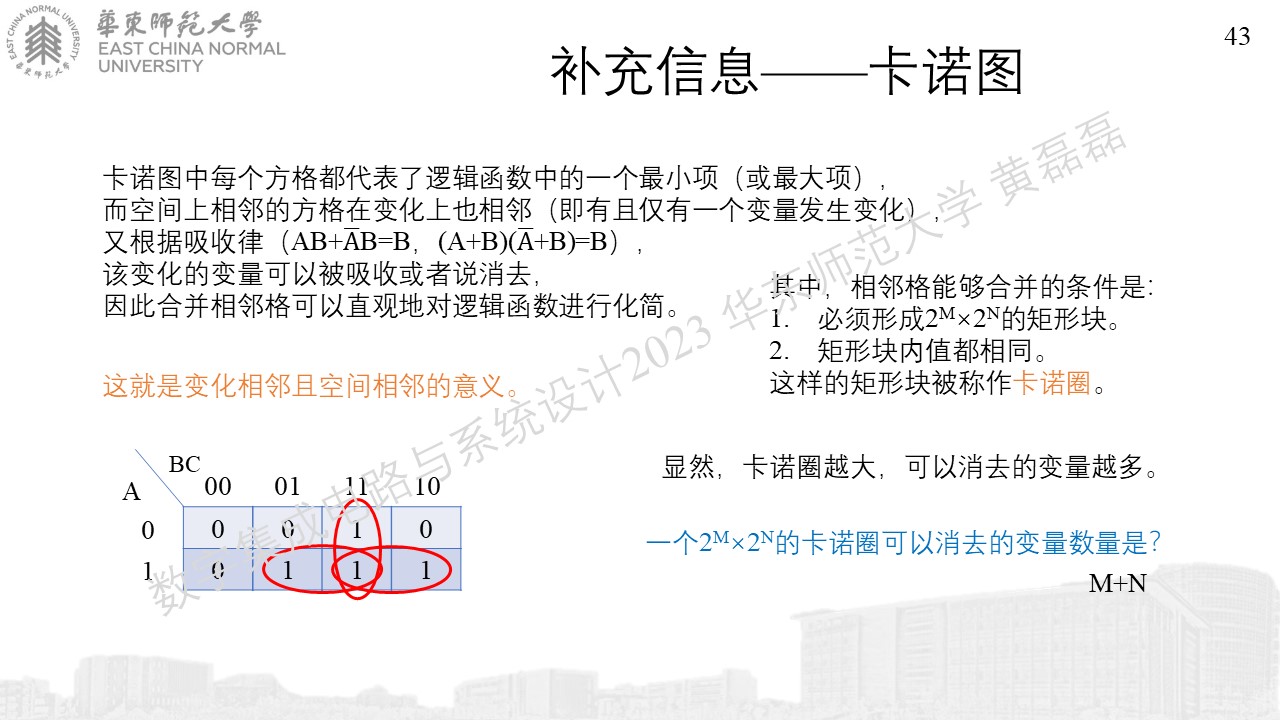 華東師范大學
EAST CHINA NORMAL
UNIVERSITY
EAST CHINA NORMAL UNIVERSITY
華東師范大學
43
补充信息——卡诺图
卡诺图中每个方格都代表了逻辑函数中的一个最小项（或最大项），
而空间上相邻的方格在变化上也相邻（即有且仅有一个变量发生变化），
又根据吸收律（AB+A̅B=B，(A+B)(A̅+B)=B），
该变化的变量可以被吸收或者说消去，
因此合并相邻格可以直观地对逻辑函数进行化简。
这就是变化相邻且空间相邻的意义。
其中，相邻格能够合并的条件是：
1. 必须形成2ᴹ×2ᴺ的矩形块。
2. 矩形块内值都相同。
这样的矩形块被称作卡诺圈。
显然，卡诺圈越大，可以消去的变量越多。
一个2ᴹ×2ᴺ的卡诺圈可以消去的变量数量是？
M+N
BC
A 00 01 11 10
0 0 0 1 0
1 0 1 1 1
数字集成电路与系统设计2023 华东师范大学 黄磊磊